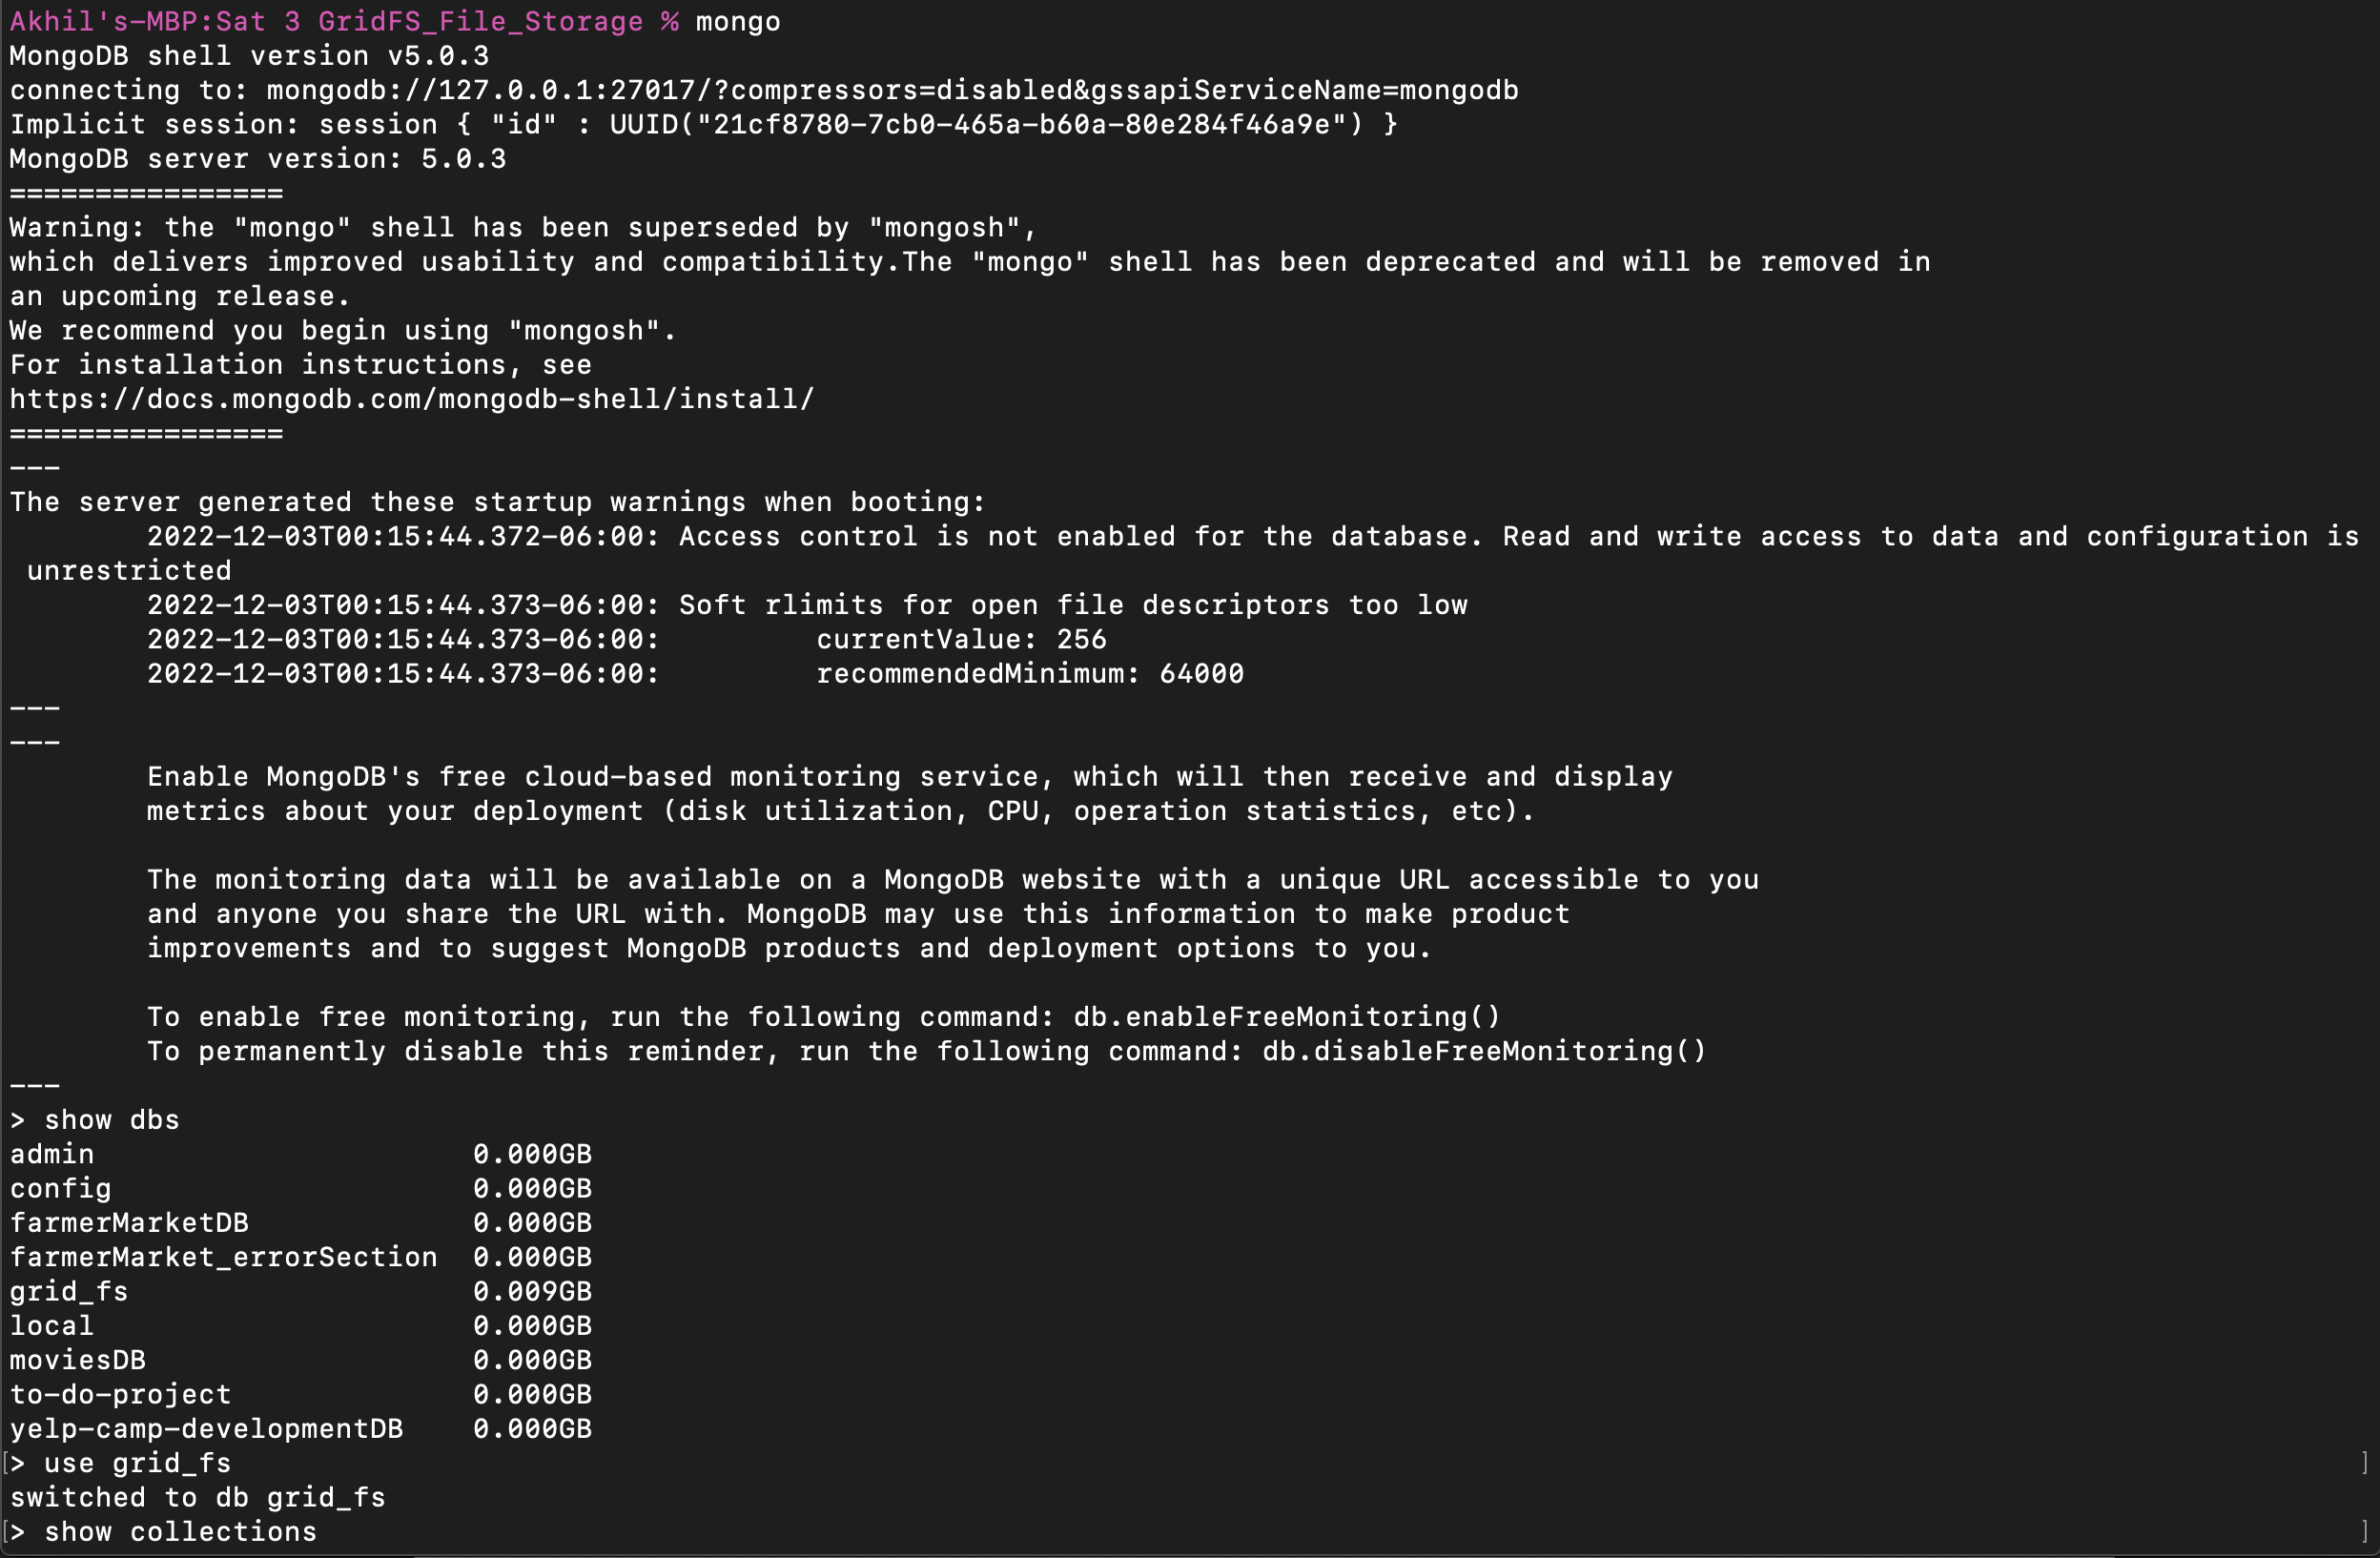 Akhil's-MBP:Sat 3 GridFS_File_Storage % mongo
MongoDB shell version v5.0.3
connecting to: mongodb://127.0.0.1:27017/?compressors=disabled&gssapiServiceName=mongodb
Implicit session: session { "id" : UUID("21cf8780-7cb0-465a-b60a-80e284f46a9e") }
MongoDB server version: 5.0.3
================
Warning: the "mongo" shell has been superseded by "mongosh",
which delivers improved usability and compatibility.The "mongo" shell has been deprecated and will be removed in
an upcoming release.
We recommend you begin using "mongosh".
For installation instructions, see
https://docs.mongodb.com/mongodb-shell/install/
================
---
The server generated these startup warnings when booting:
        2022-12-03T00:15:44.372-06:00: Access control is not enabled for the database. Read and write access to data and configuration is
 unrestricted
        2022-12-03T00:15:44.373-06:00: Soft rlimits for open file descriptors too low
        2022-12-03T00:15:44.373-06:00:         currentValue: 256
        2022-12-03T00:15:44.373-06:00:         recommendedMinimum: 64000
---
---
        Enable MongoDB's free cloud-based monitoring service, which will then receive and display
        metrics about your deployment (disk utilization, CPU, operation statistics, etc).

        The monitoring data will be available on a MongoDB website with a unique URL accessible to you
        and anyone you share the URL with. MongoDB may use this information to make product
        improvements and to suggest MongoDB products and deployment options to you.

        To enable free monitoring, run the following command: db.enableFreeMonitoring()
        To permanently disable this reminder, run the following command: db.disableFreeMonitoring()
---
> show dbs
admin                      0.000GB
config                     0.000GB
farmerMarketDB             0.000GB
farmerMarket_errorSection  0.000GB
grid_fs                    0.009GB
local                      0.000GB
moviesDB                   0.000GB
to-do-project              0.000GB
yelp-camp-developmentDB    0.000GB
[> use grid_fs ]
switched to db grid_fs
[> show collections ]